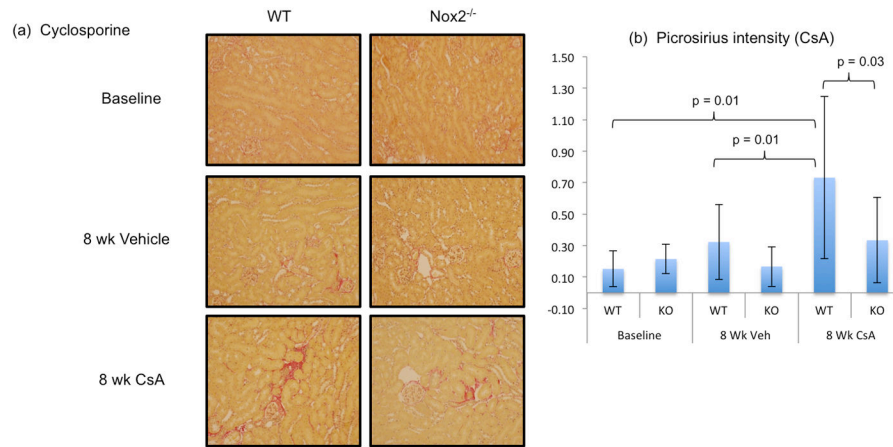 WT
Nox2-/-
(a) Cyclosporine
Baseline
8 wk Vehicle
8 wk CsA
(b) Picrosirius intensity (CsA)
1.50
1.30
1.10
0.90
0.70
0.50
0.30
0.10
-0.10
p = 0.03
p = 0.01
p = 0.01
WT KO WT KO WT KO
Baseline 8 Wk Veh 8 Wk CsA